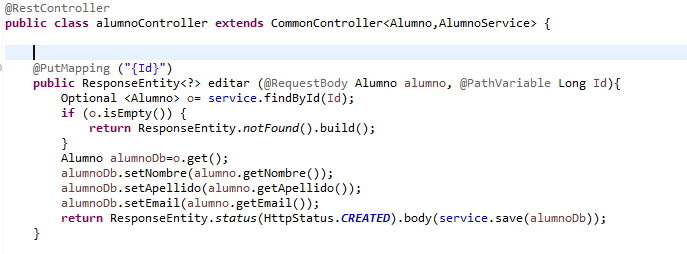 @RestController
public class alumnoController extends CommonController<Alumno,AlumnoService> {
@PutMapping ("{Id}")
public ResponseEntity<?> editar (@RequestBody Alumno alumno, @PathVariable Long Id){
Optional <Alumno> o= service.findById(Id);
if (o.isEmpty()) {
return ResponseEntity.notFound().build();
}
Alumno alumnoDb=o.get();
alumnoDb.setNombre(alumno.getNombre());
alumnoDb.setApellido(alumno.getApellido());
alumnoDb.setEmail(alumno.getEmail());
return ResponseEntity.status(HttpStatus.CREATED).body(service.save(alumnoDb));
}